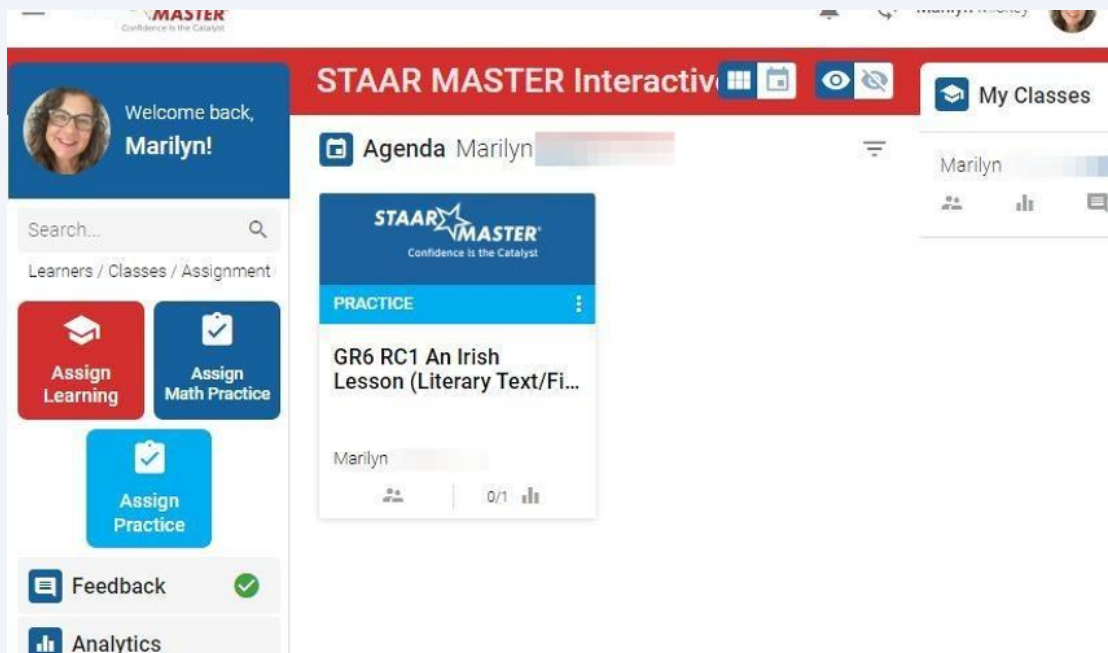 MASTER
Confidence is the Catalyst
Marilyn
Welcome back,
Marilyn!
Search...
Learners / Classes / Assignment
Assign
Learning
Assign
Math Practice
Assign
Practice
Feedback
Analytics
STAAR MASTER Interactive
Agenda Marilyn
STAAR
MASTER
Confidence is the Catalyst
PRACTICE
GR6 RC1 An Irish
Lesson (Literary Text/Fi...
Marilyn
0/1
My Classes
Marilyn